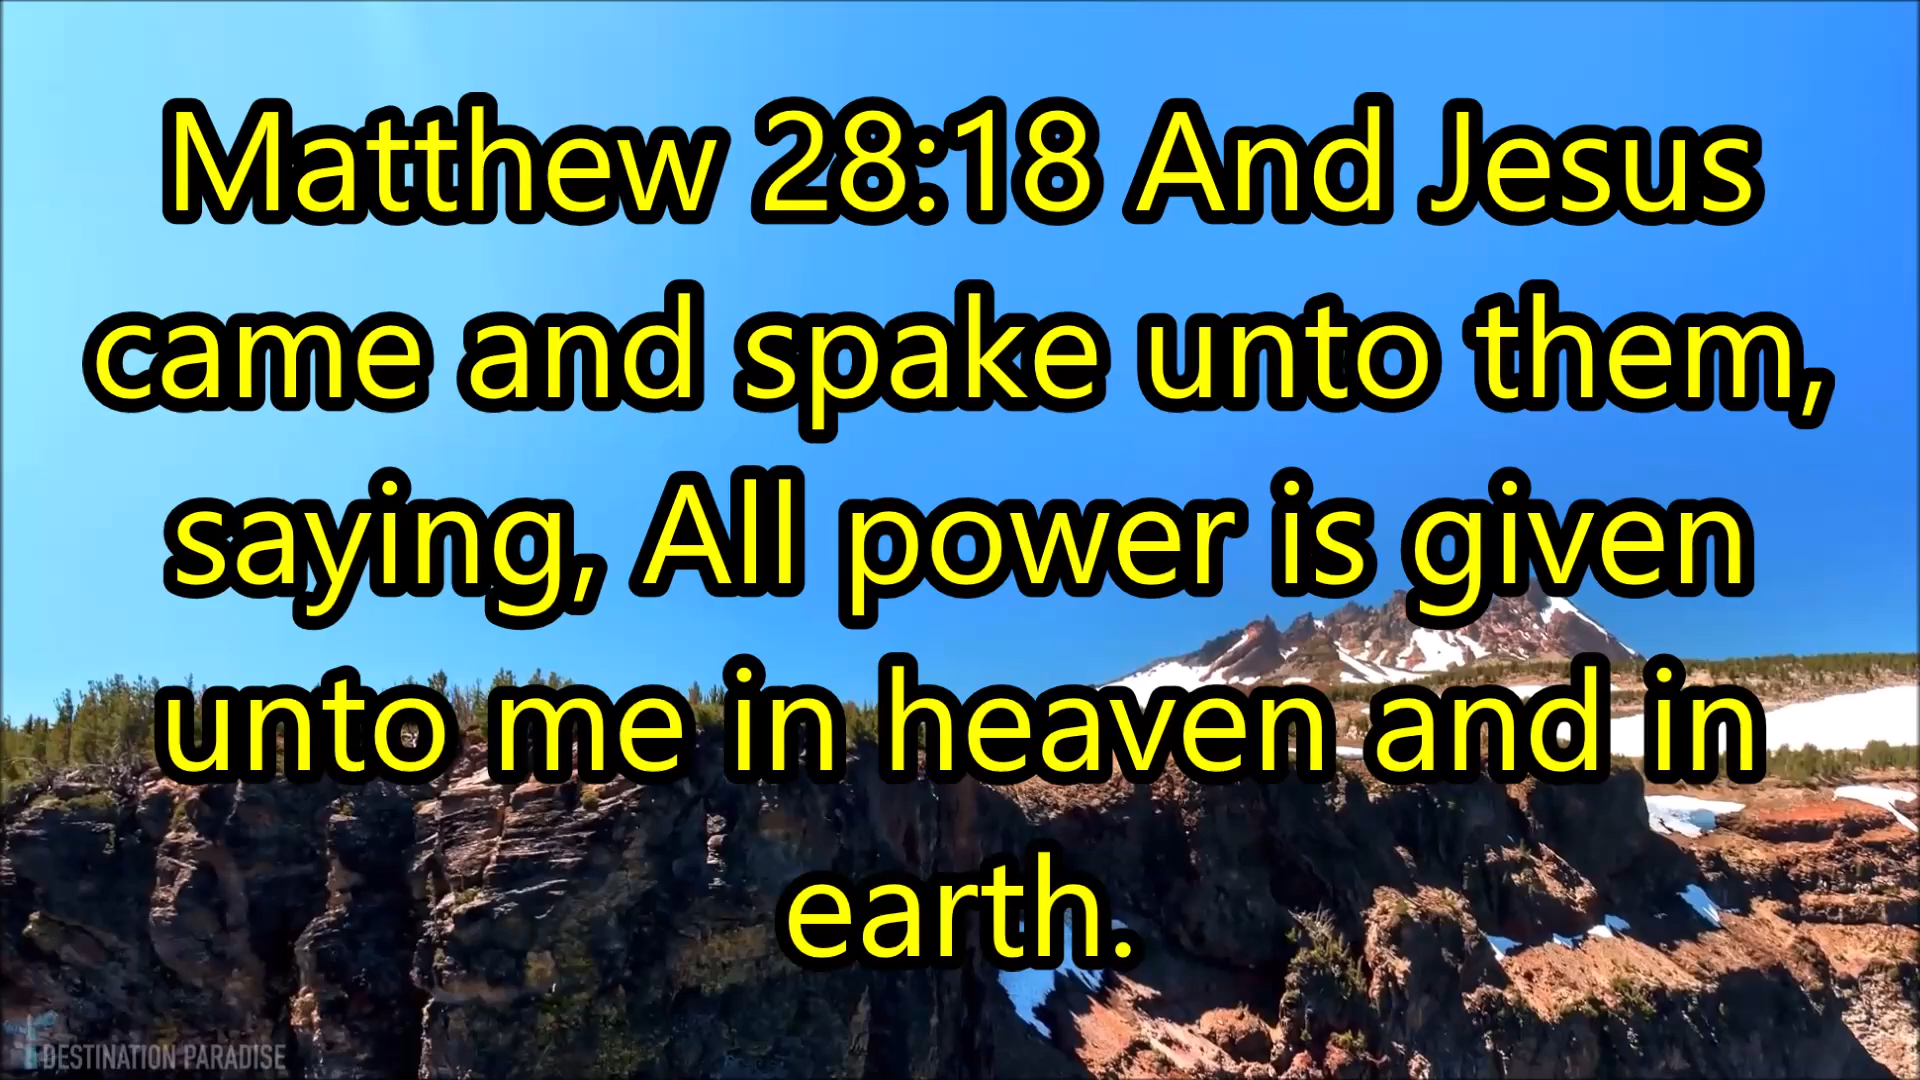 Matthew 28:18 And Jesus
came and spake unto them,
saying, All power is given
unto me in heaven and in
earth.
DESTINATION PARADISE